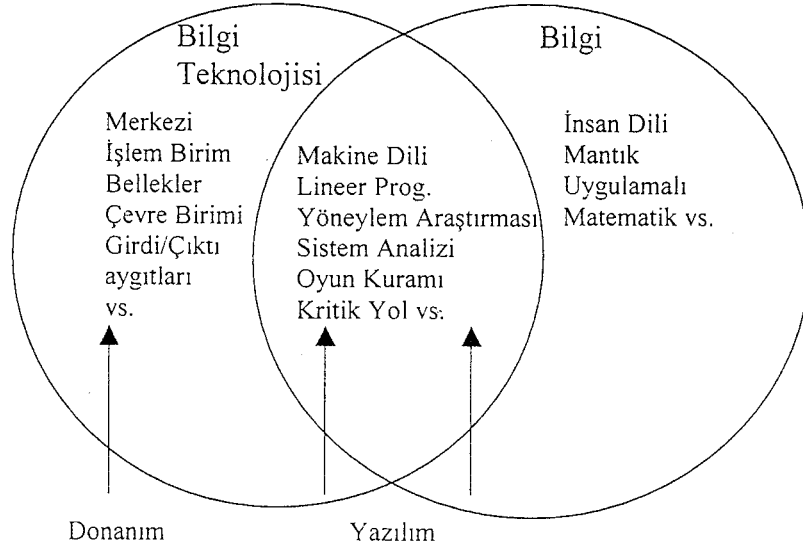 Bilgi
Teknolojisi
Merkezi
İşlem Birim
Bellekler
Çevre Birimi
Girdi/Çıktı
aygıtları
vs.
Makine Dili
Lineer Prog.
Yöneylem Araştırması
Sistem Analizi
Oyun Kuramı
Kritik Yol vs.
Bilgi
İnsan Dili
Mantık
Uygulamalı
Matematik vs.
Donanım
Yazılım